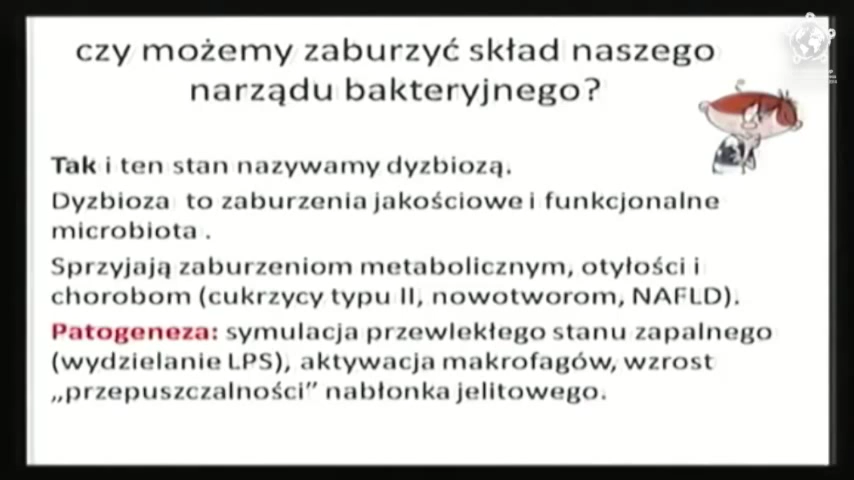 czy możemy zaburzyć skład naszego
narządu bakteryjnego?
Tak i ten stan nazywamy dyzbiozą.
Dyzbioza to zaburzenia jakościowe i funkcjonalne
microbiota .
Sprzyjają zaburzeniom metabolicznym, otyłości i
chorobom (cukrzycy typu II, nowotworom, NAFLD).
Patogeneza: symulacja przewlekłego stanu zapalnego
(wydzielanie LPS), aktywacja makrofagów, wzrost
„przepuszczalności” nabłonka jelitowego.